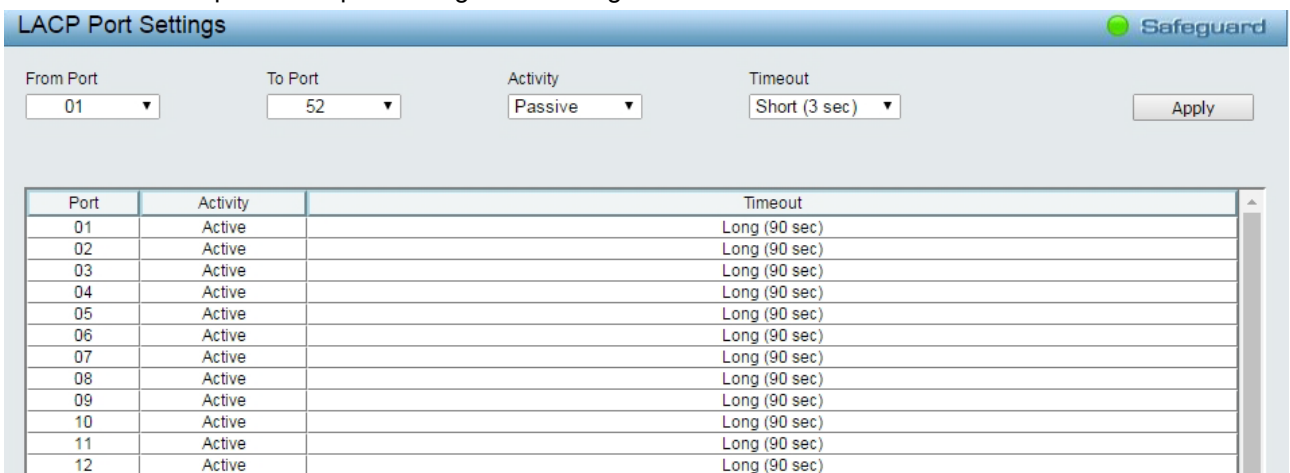 LACP Port Settings Safeguard
From Port To Port Activity Timeout
01 52 Passive Short (3 sec) Apply
Port Activity Timeout
01 Active Long (90 sec)
02 Active Long (90 sec)
03 Active Long (90 sec)
04 Active Long (90 sec)
05 Active Long (90 sec)
06 Active Long (90 sec)
07 Active Long (90 sec)
08 Active Long (90 sec)
09 Active Long (90 sec)
10 Active Long (90 sec)
11 Active Long (90 sec)
12 Active Long (90 sec)